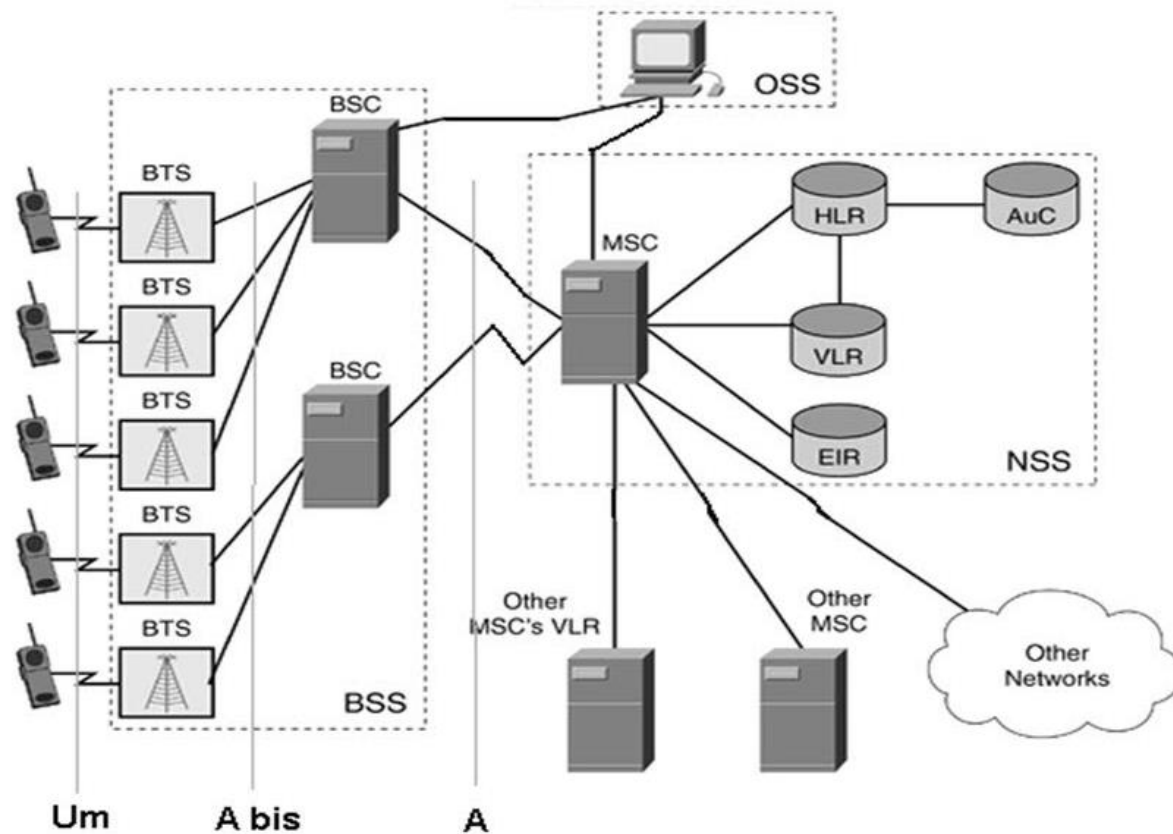 OSS
BSC
BTS
HLR
AuC
MSC
BTS
VLR
BSC
BTS
EIR
NSS
BTS
Other
MSC's VLR
Other
MSC
BTS
Other
Networks
BSS
Um
A bis
A